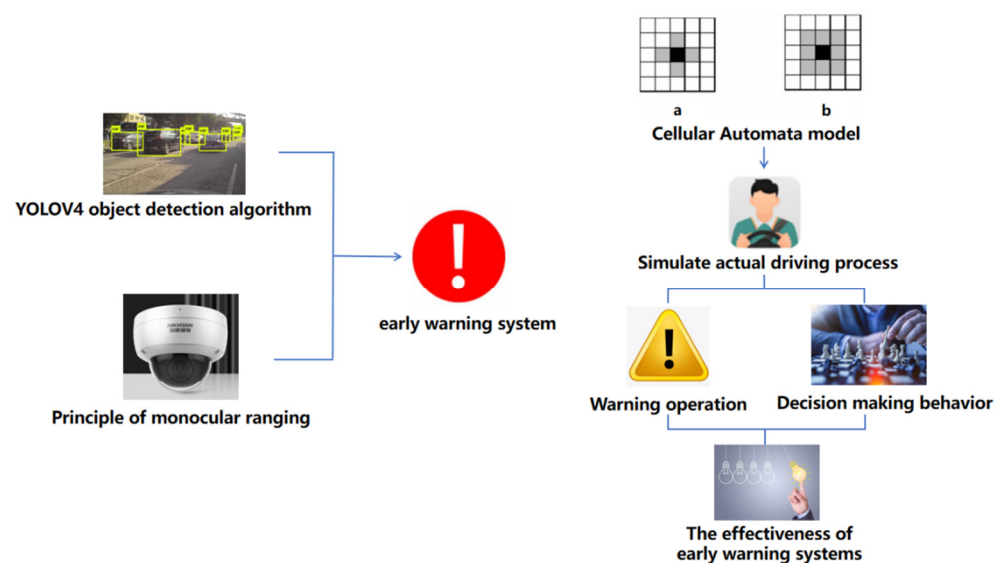 a
b
Cellular Automata model
YOLOV4 object detection algorithm
Simulate actual driving process
early warning system
Principle of monocular ranging
Warning operation
Decision making behavior
The effectiveness of
early warning systems